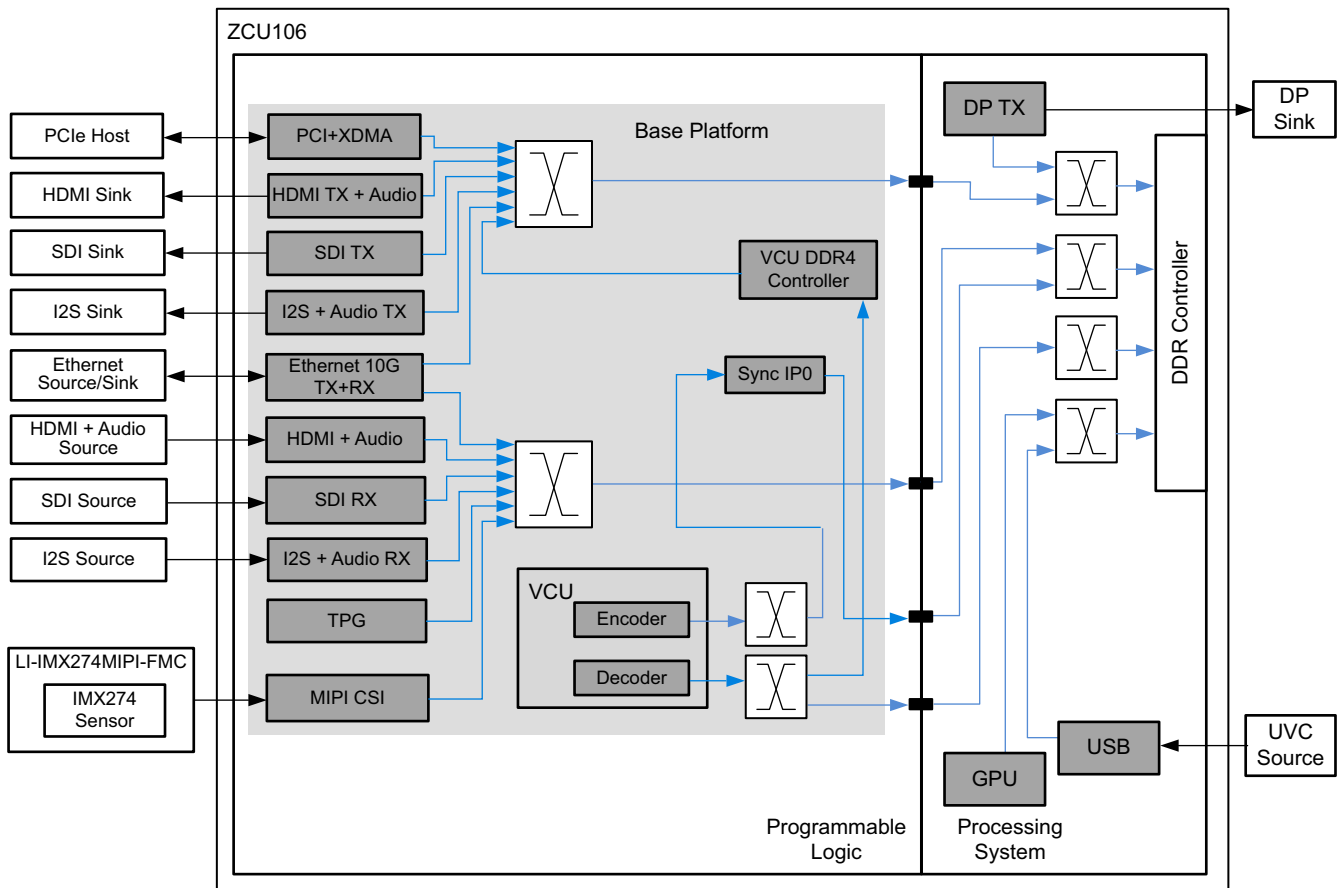 ZCU106
PCIe Host
HDMI Sink
SDI Sink
I2S Sink
Ethernet
Source/Sink
HDMI + Audio
Source
SDI Source
I2S Source
LI-IMX274MIPI-FMC
IMX274
Sensor
PCI+XDMA
HDMI TX + Audio
SDI TX
I2S + Audio TX
Ethernet 10G
TX+RX
HDMI + Audio
SDI RX
I2S + Audio RX
TPG
MIPI CSI
Base Platform
VCU DDR4
Controller
Sync IP0
VCU
Encoder
Decoder
Programmable
Logic
DP TX
DDR Controller
USB
GPU
Processing
System
DP
Sink
UVC
Source